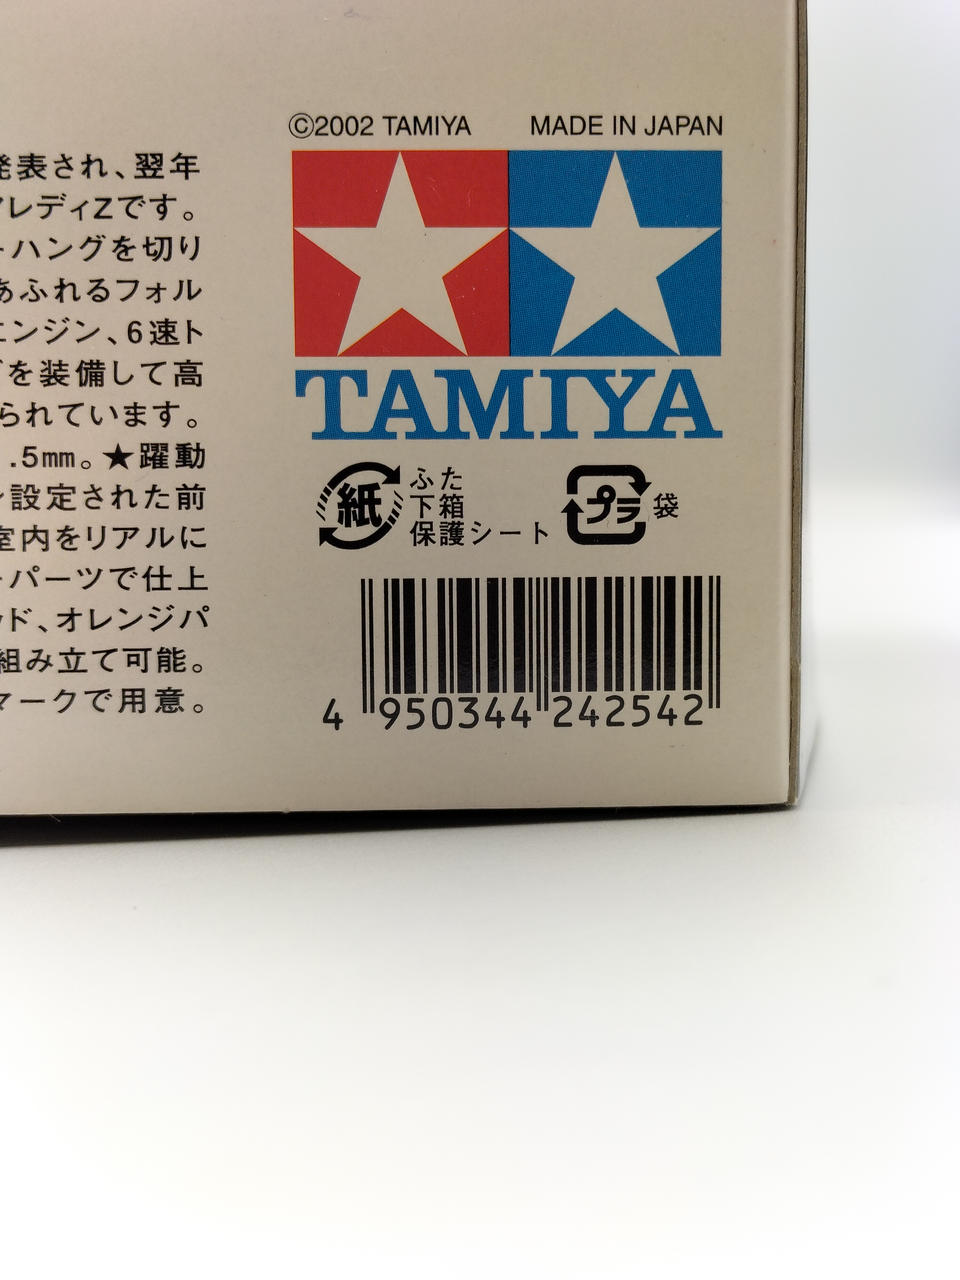 ©2002 TAMIYA MADE IN JAPAN
発表され、翌年
アレディZです。
トハングを切り
あふれるフォル
エンジン、6速ト
を装備して高
られています。
.5mm。★躍動
設定された前
室内をリアルに
パーツで仕上
ッド、オレンジパ
組み立て可能。
マークで用意。
TAMIYA
紙
ふた
下箱
保護シート
プラ
袋
4 950344 242542